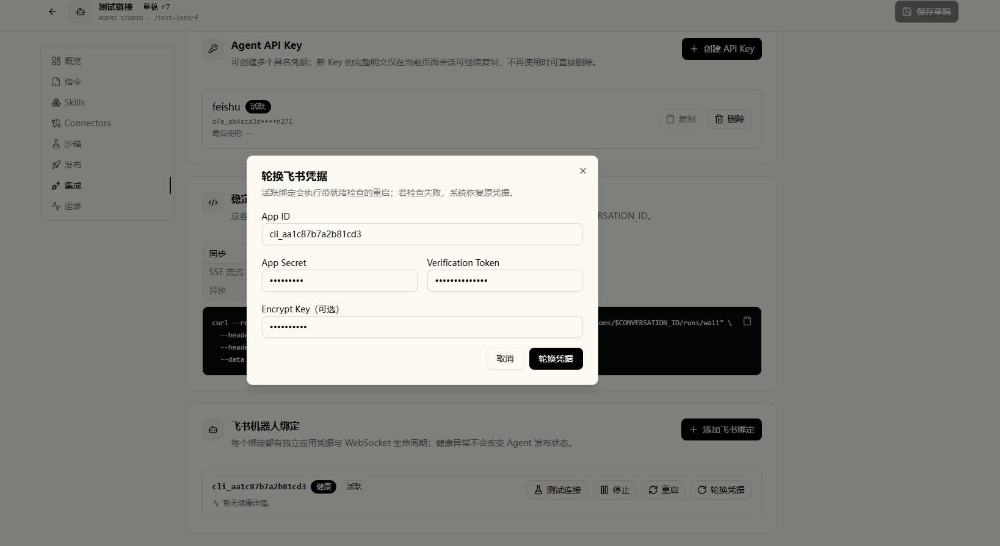 测试链接 草稿 r7
AGENT STUDIO · /test-interf
保存草稿
概览
指令
Skills
Connectors
沙箱
发布
集成
运维
Agent API Key
可创建多个具名凭据；新 Key 的完整明文仅在当前页面会话可继续复制，不再使用时可直接删除。
创建 API Key
feishu 活跃
dfa_ab4acd3d••••h27I
最后使用: —
复制 删除
稳定
这些
RSATION_ID。
同步
SSE 流式
异步
curl --re
ons/$CONVERSATION_ID/runs/wait" \
--heade
--heade
--data
轮换飞书凭据
活跃绑定会执行带就绪检查的重启；若检查失败，系统恢复原凭据。
App ID
cli_aa1c87b7a2b81cd3
App Secret Verification Token
••••••••• ••••••••••••••
Encrypt Key（可选）
••••••••••
取消 轮换凭据
飞书机器人绑定
每个绑定都有独立应用凭据与 WebSocket 生命周期；健康异常不会改变 Agent 发布状态。
添加飞书绑定
cli_aa1c87b7a2b81cd3 健康 活跃
暂无健康详情。
测试连接 停止 重启 轮换凭据